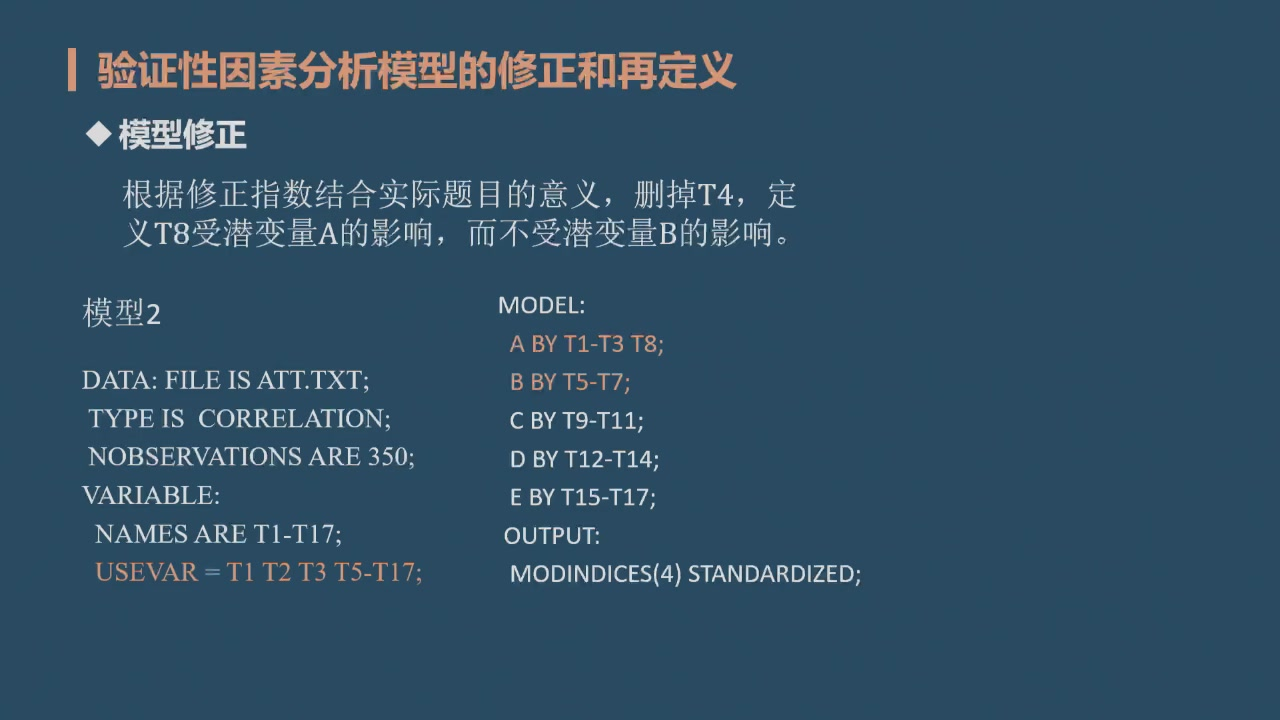 验证性因素分析模型的修正和再定义
模型修正
根据修正指数结合实际题目的意义，删掉T4，定
义T8受潜变量A的影响，而不受潜变量B的影响。
模型2
DATA: FILE IS ATT.TXT;
TYPE IS CORRELATION;
NOBSERVATIONS ARE 350;
VARIABLE:
NAMES ARE T1-T17;
USEVAR = T1 T2 T3 T5-T17;
MODEL:
A BY T1-T3 T8;
B BY T5-T7;
C BY T9-T11;
D BY T12-T14;
E BY T15-T17;
OUTPUT:
MODINDICES(4) STANDARDIZED;